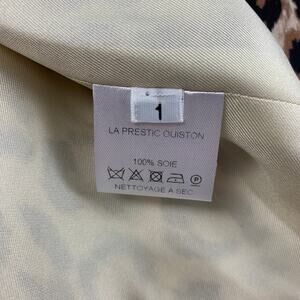 1
LA PRESTIC OUISTON
100% SOIE
NETTOYAGE A SEC